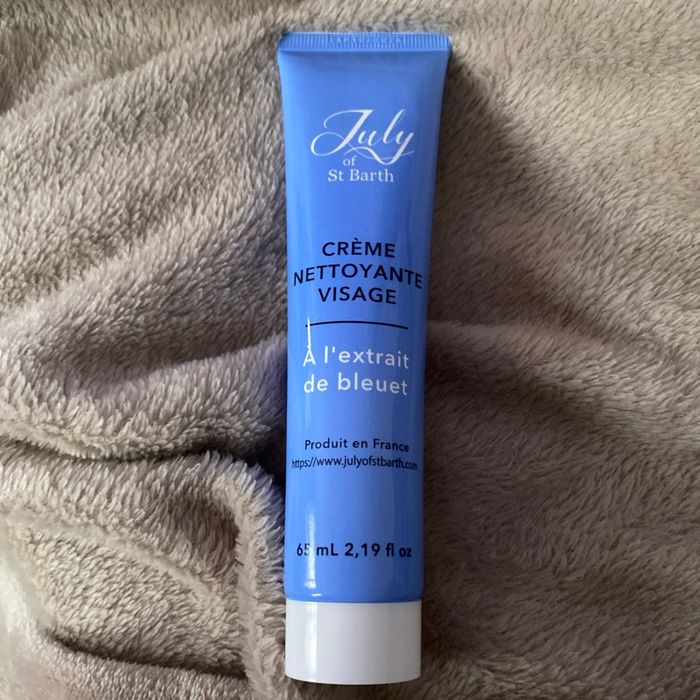 July
of
St Barth
CRÈME
NETTOYANTE
VISAGE
À l'extrait
de bleuet
Produit en France
https://www.julyofstbarth.com
65 mL 2,19 fl oz